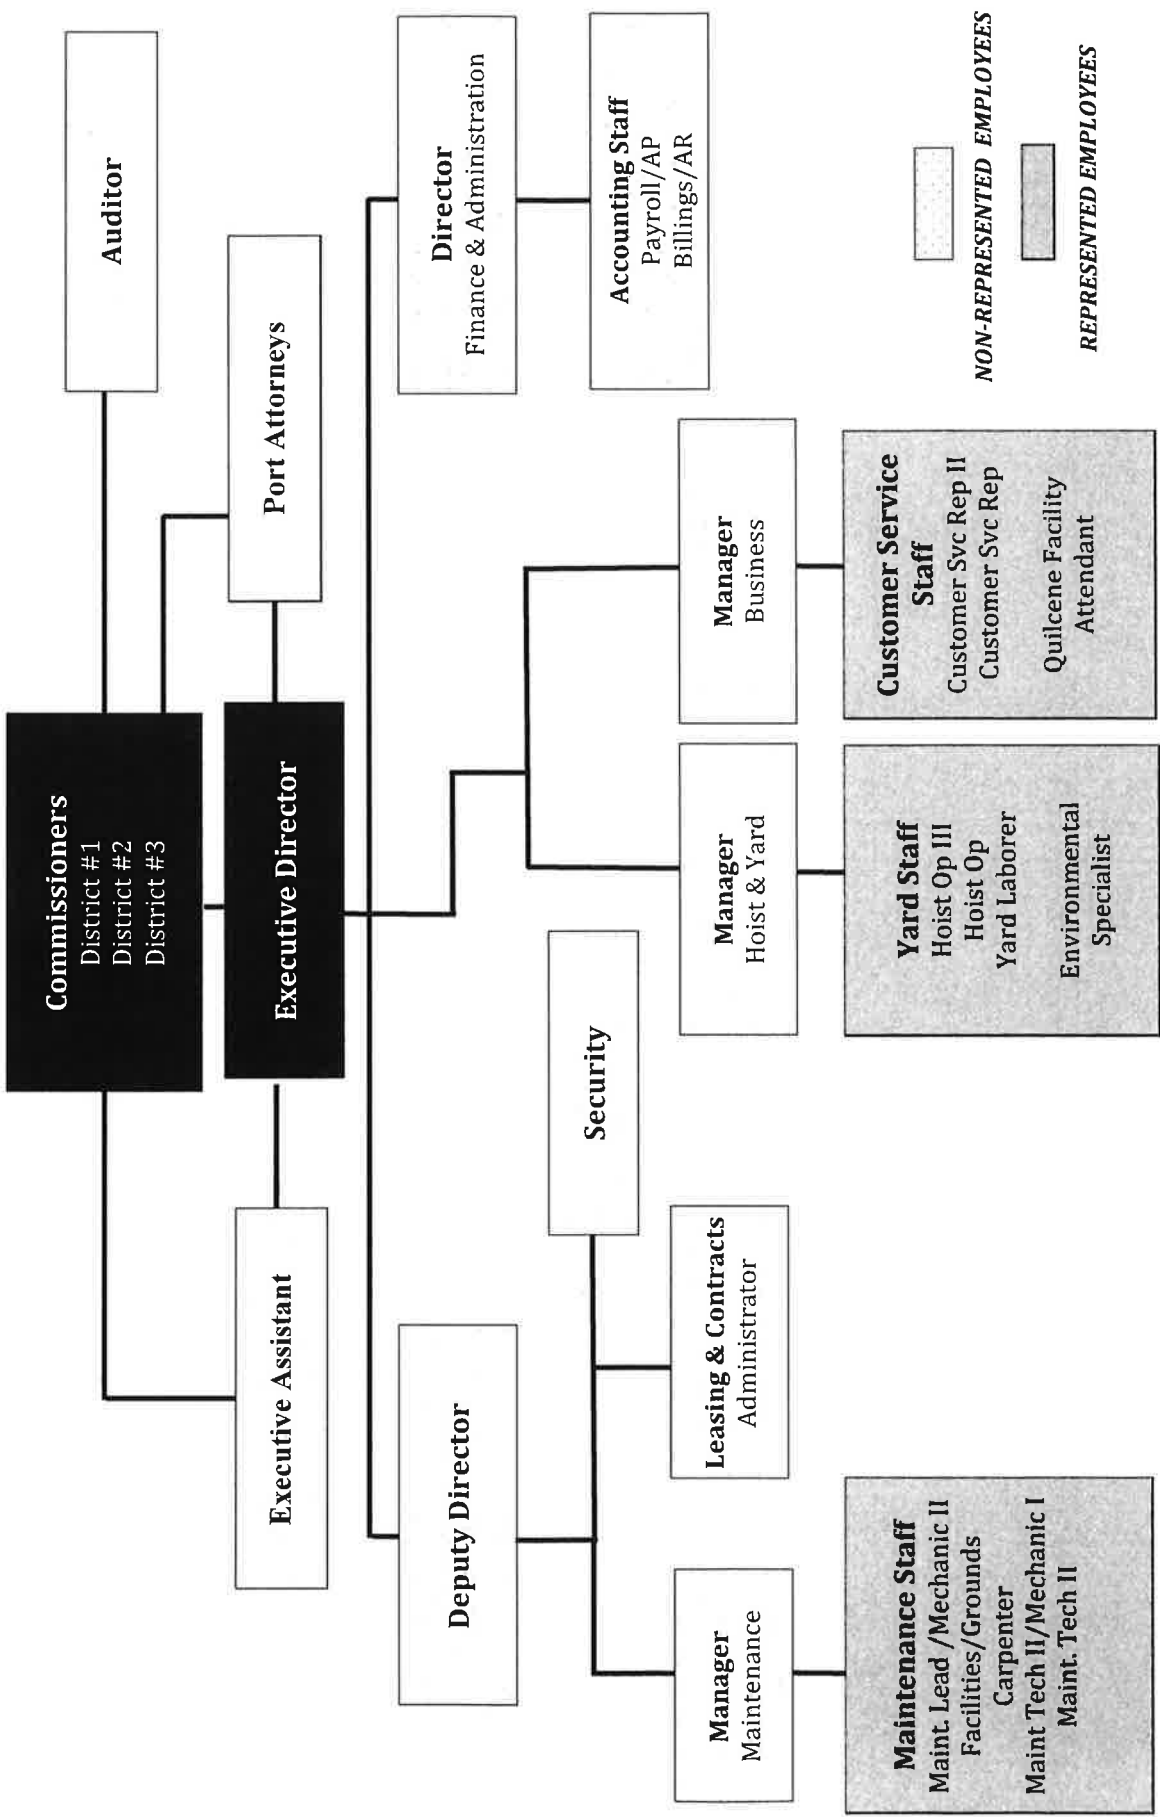 Commissioners
District #1
District #2
District #3
Auditor
Executive Assistant
Executive Director
Port Attorneys
Deputy Director
Director
Finance & Administration
Security
Accounting Staff
Payroll/AP
Billings/AR
Manager
Maintenance
Leasing & Contracts
Administrator
Manager
Hoist & Yard
Manager
Business
Maintenance Staff
Maint. Lead /Mechanic II
Facilities/Grounds
Carpenter
Maint Tech II/Mechanic I
Maint. Tech II
Yard Staff
Hoist Op III
Hoist Op
Yard Laborer
Environmental
Specialist
Customer Service
Staff
Customer Svc Rep II
Customer Svc Rep
Quilcene Facility
Attendant
NON-REPRESENTED EMPLOYEES
REPRESENTED EMPLOYEES